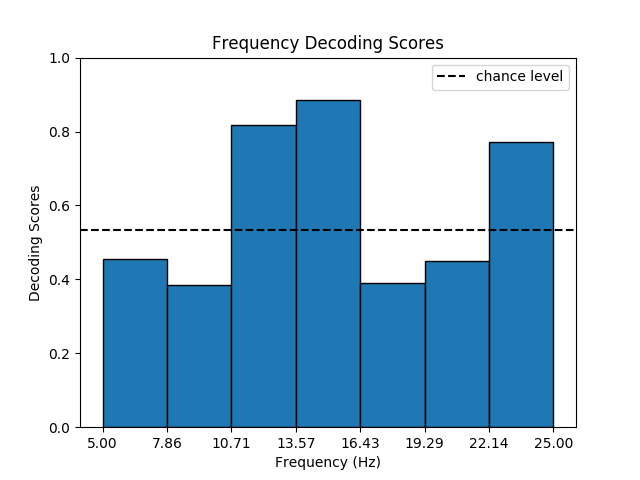 Frequency Decoding Scores
1.0
chance level
0.8
0.6
Decoding Scores
0.4
0.2
0.0
5.00 7.86 10.71 13.57 16.43 19.29 22.14 25.00
Frequency (Hz)